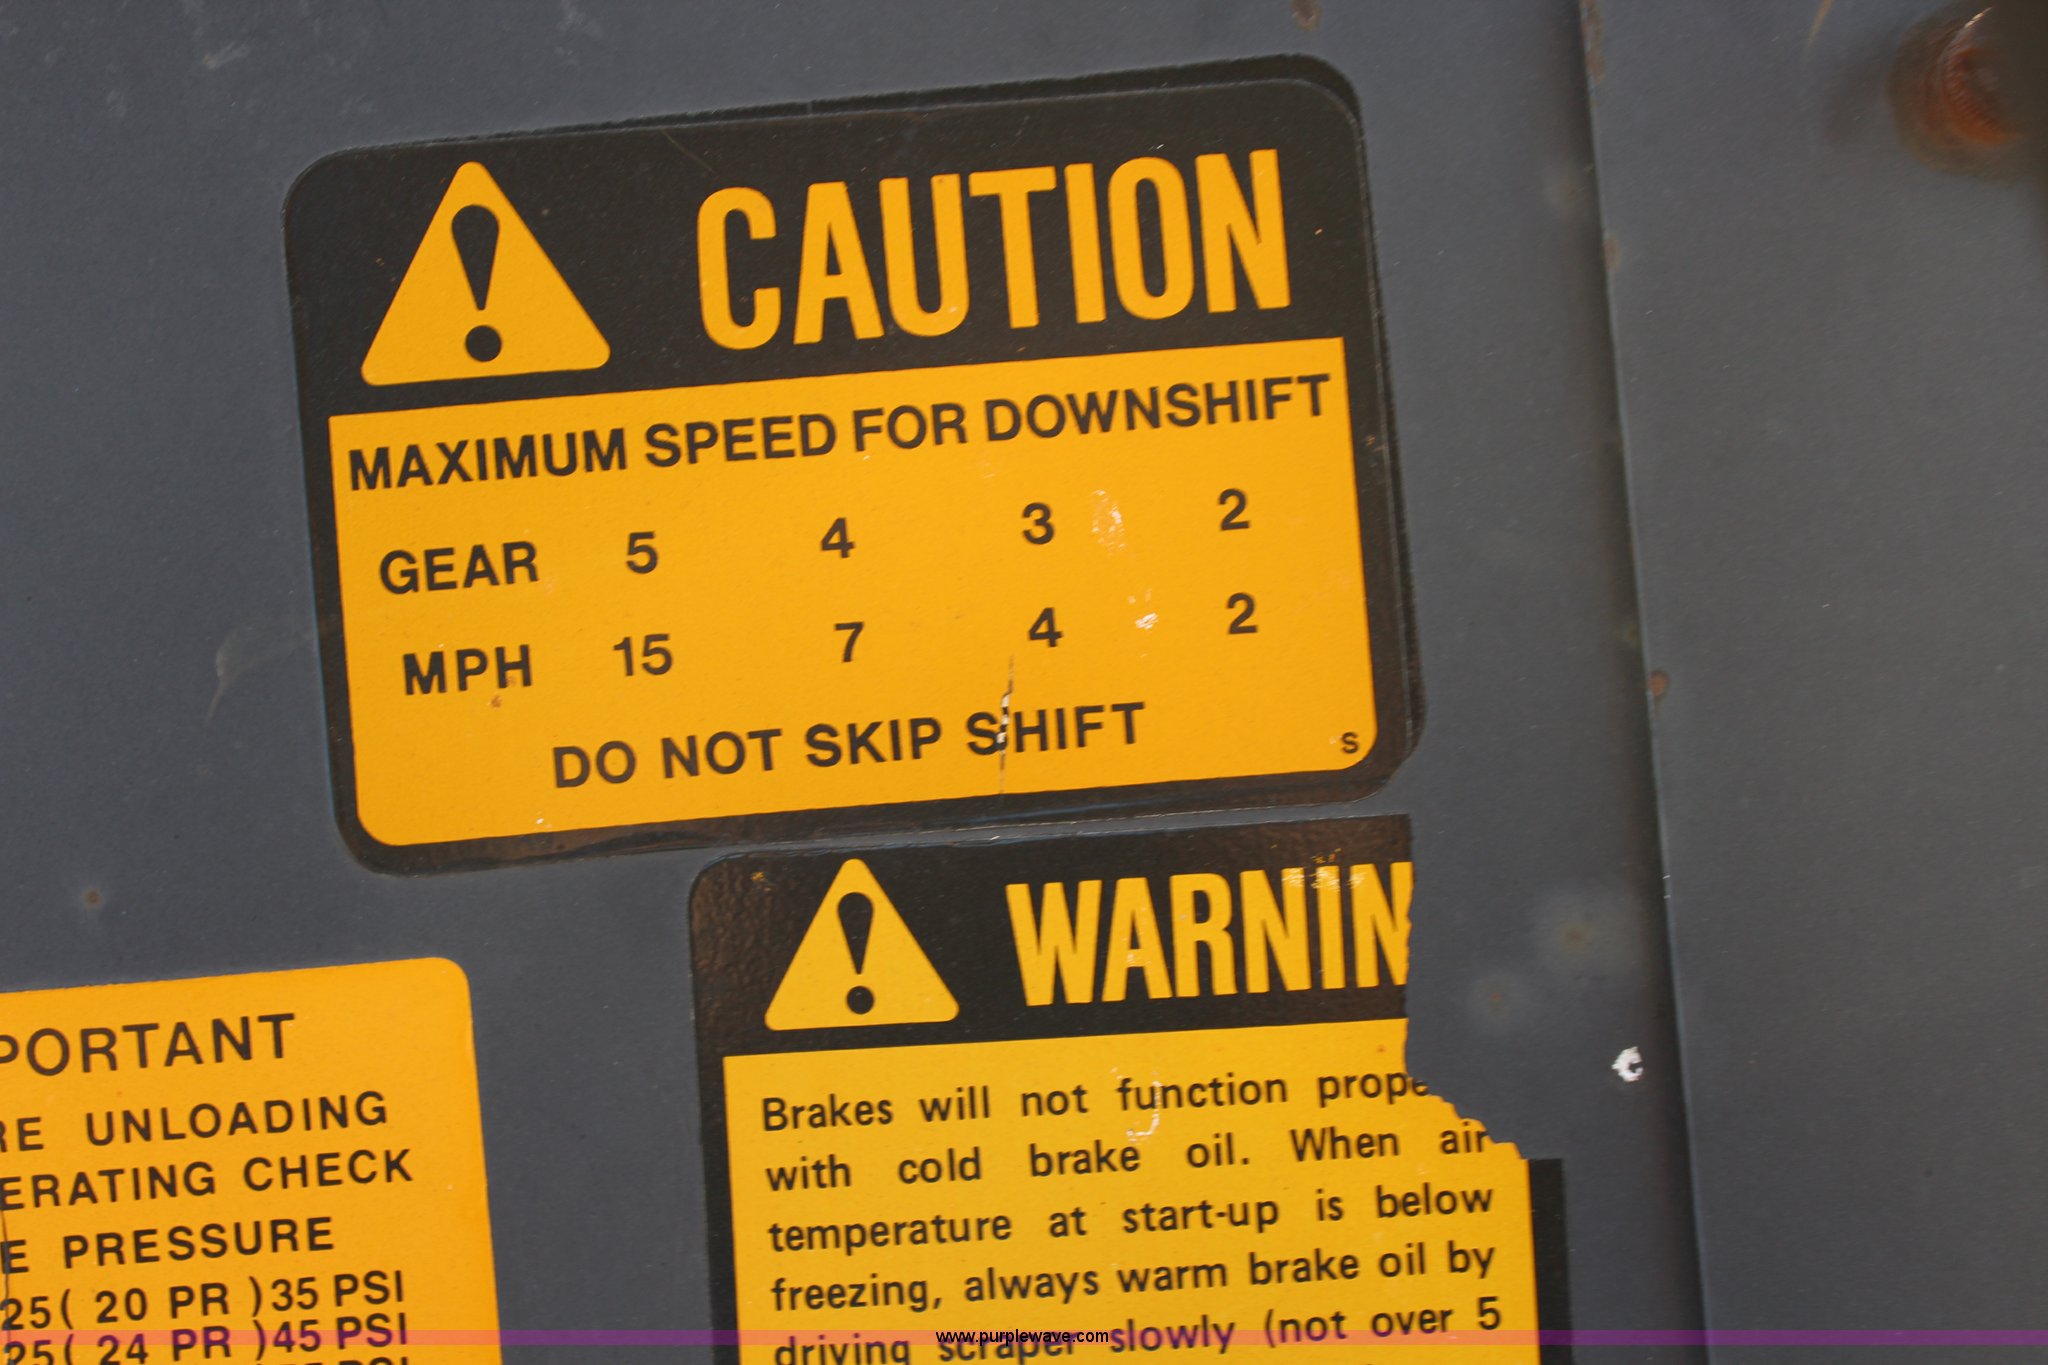 CAUTION
MAXIMUM SPEED FOR DOWNSHIFT
GEAR 5 4 3 2
MPH 15 7 4 2
DO NOT SKIP SHIFT
S
WARNIN
Brakes will not function prope
with cold brake oil. When air
temperature at start-up is below
freezing, always warm brake oil by
driving scraper slowly (not over 5
PORTANT
RE UNLOADING
ERATING CHECK
E PRESSURE
25( 20 PR )35 PSI
25( 24 PR )45 PSI
www.purplewave.com